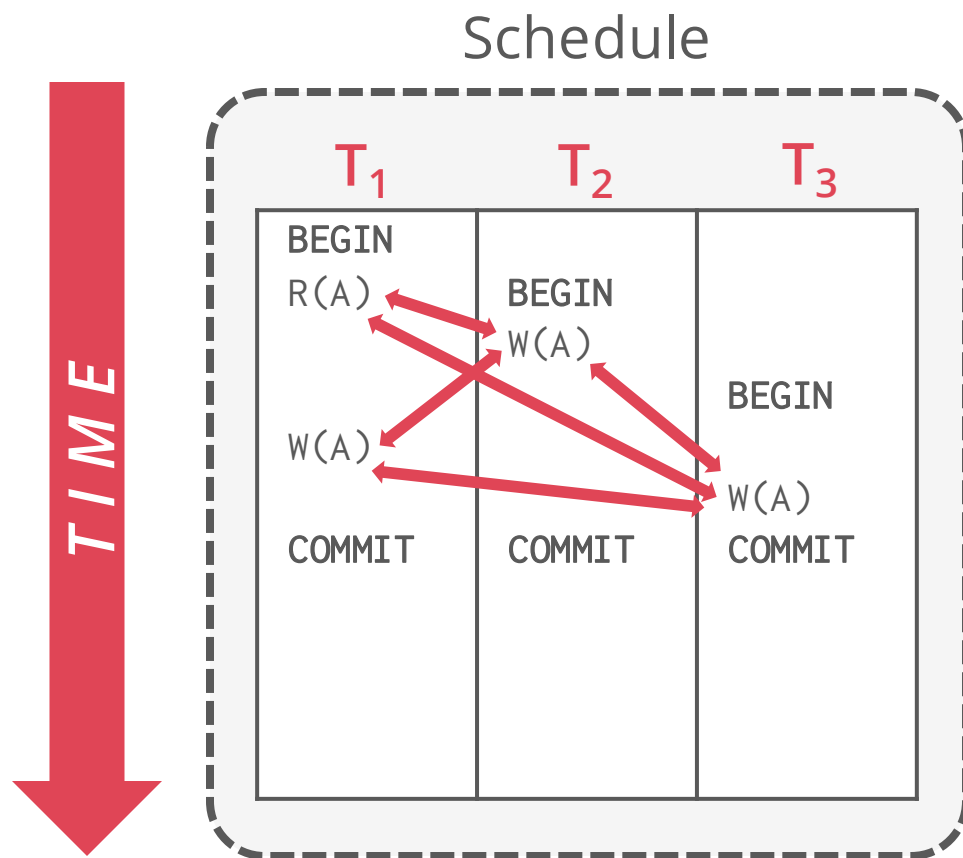 Schedule
TIME
T1 T2 T3
BEGIN
R(A) BEGIN
W(A)
BEGIN
W(A)
W(A)
COMMIT COMMIT COMMIT